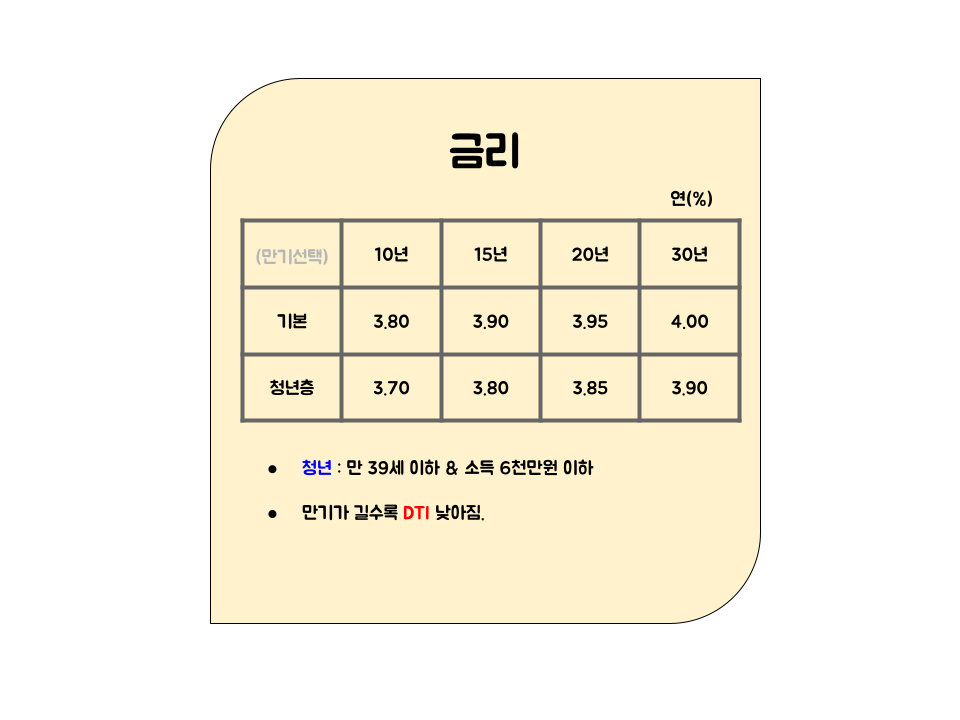 금리
연(%)
(만기선택) 10년 15년 20년 30년
기본 3.80 3.90 3.95 4.00
청년층 3.70 3.80 3.85 3.90
● 청년 : 만 39세 이하 & 소득 6천만원 이하
● 만기가 길수록 DTI 낮아짐.